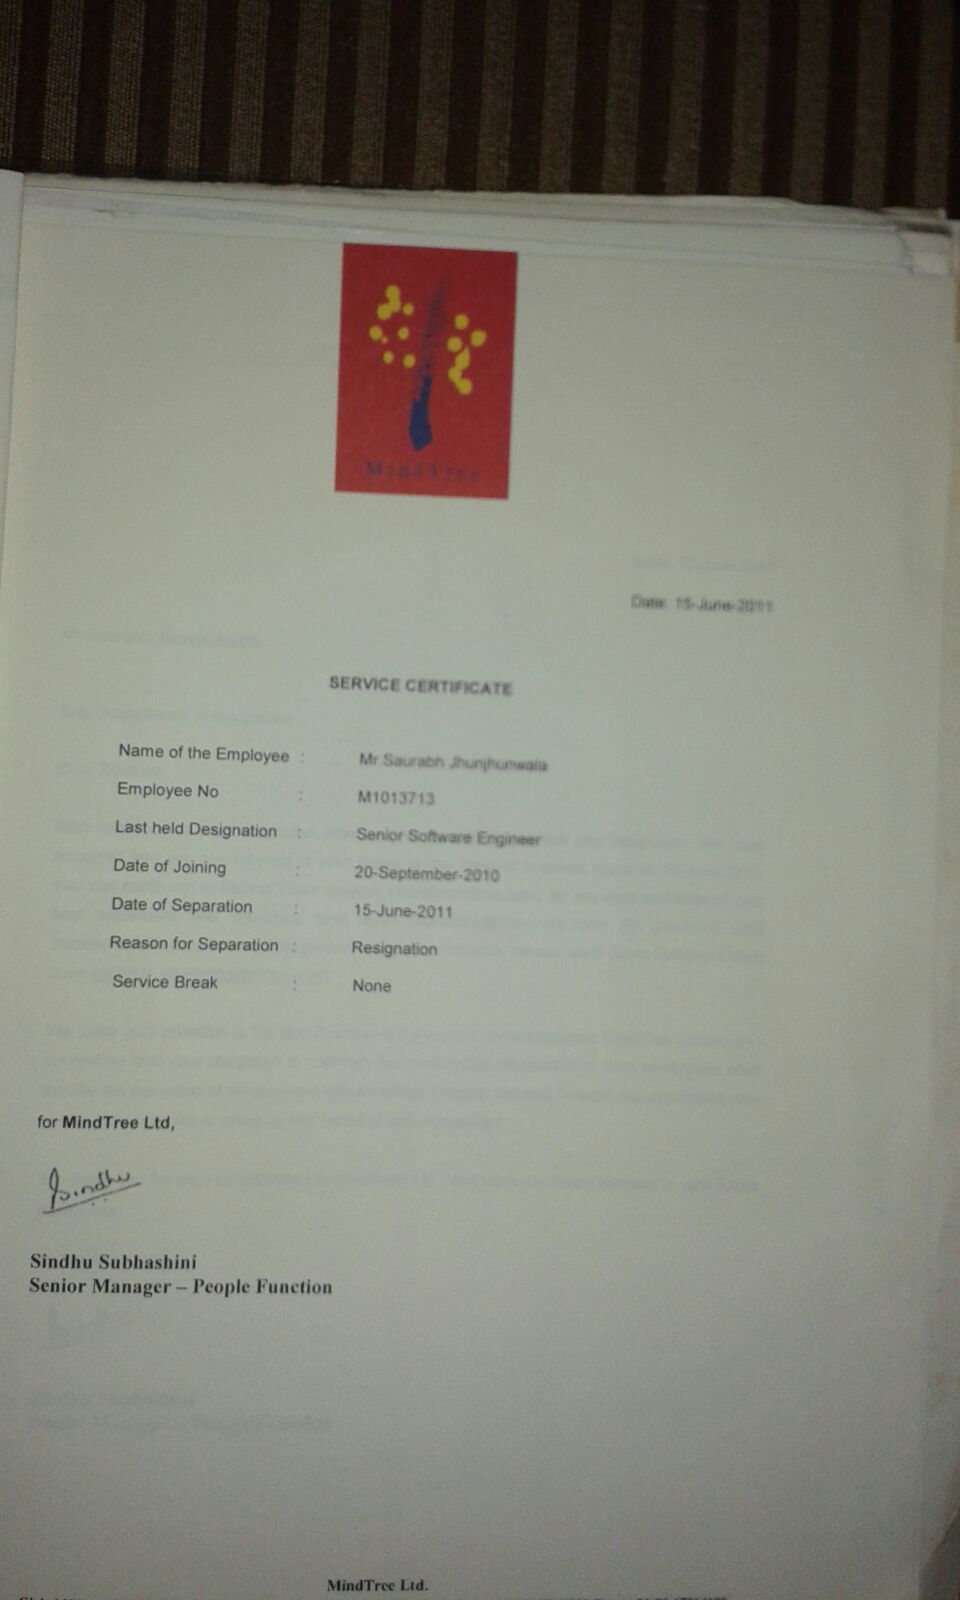 MindTree
Date: 15-June-2011
SERVICE CERTIFICATE
Name of the Employee : Mr.Saurabh Jhunjhunwala
Employee No : M1013713
Last held Designation : Senior Software Engineer
Date of Joining : 20-September-2010
Date of Separation : 15-June-2011
Reason for Separation : Resignation
Service Break : None
for MindTree Ltd,
Sindhu
Sindhu Subhashini
Senior Manager – People Function
MindTree Ltd.